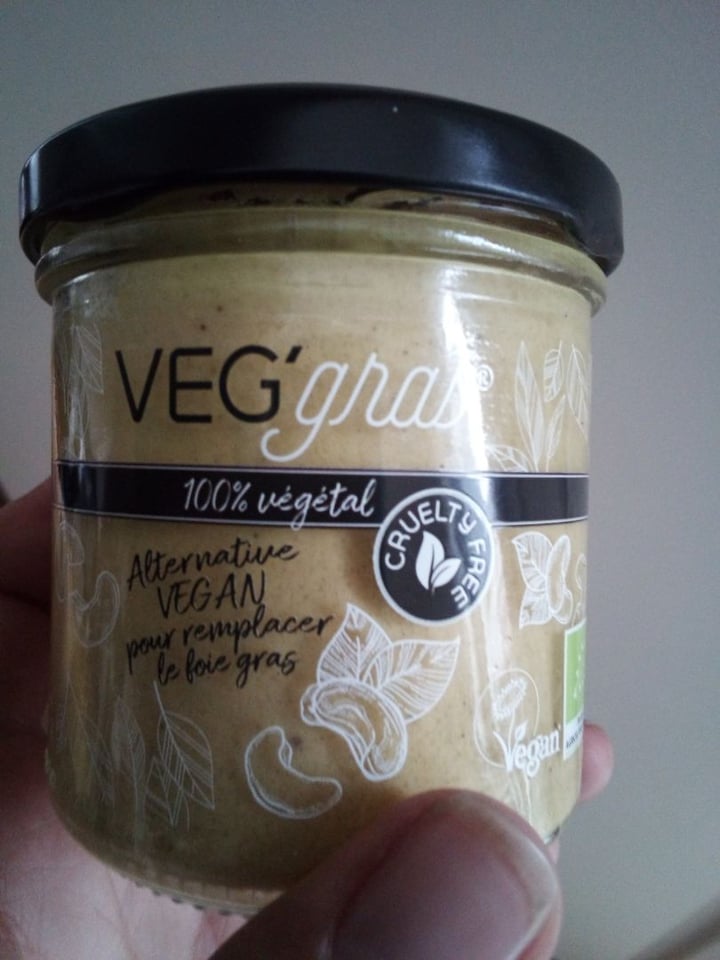 VEG'gras®
100% végétal
CRUELTY FREE
Alternative
VEGAN
pour remplacer
le foie gras
Vegan